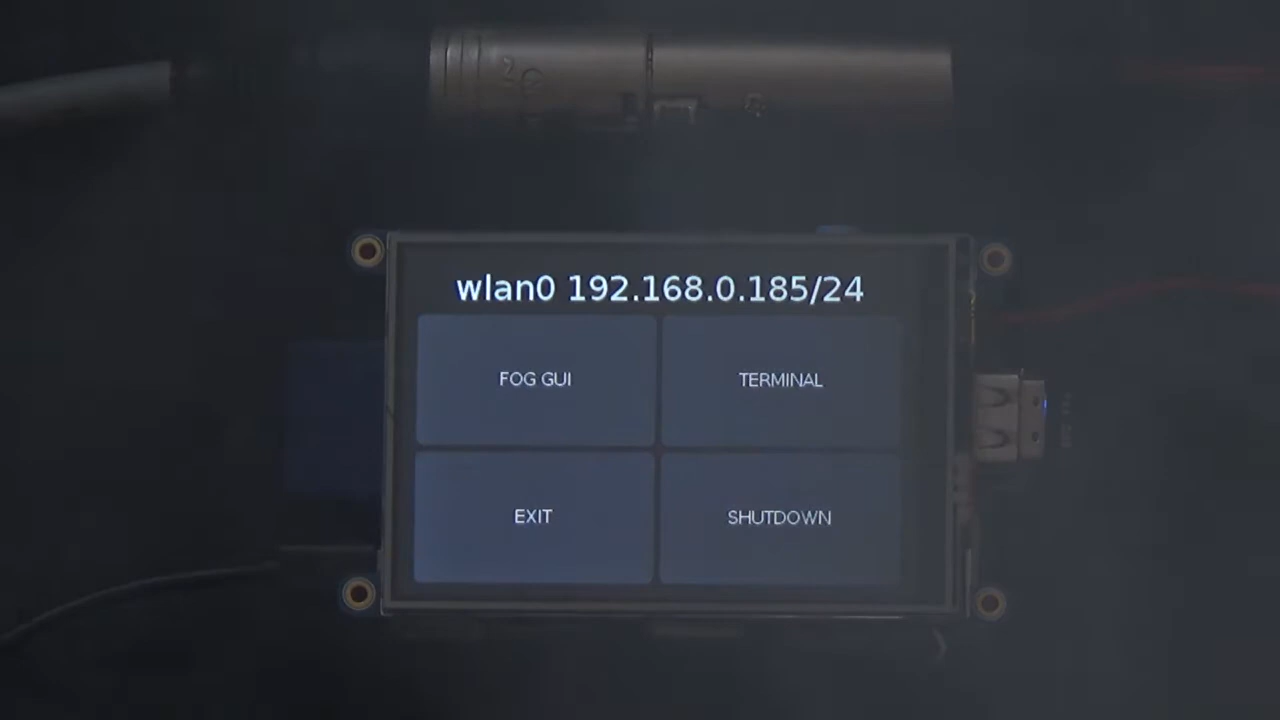 wlan0 192.168.0.185/24
FOG GUI
TERMINAL
EXIT
SHUTDOWN